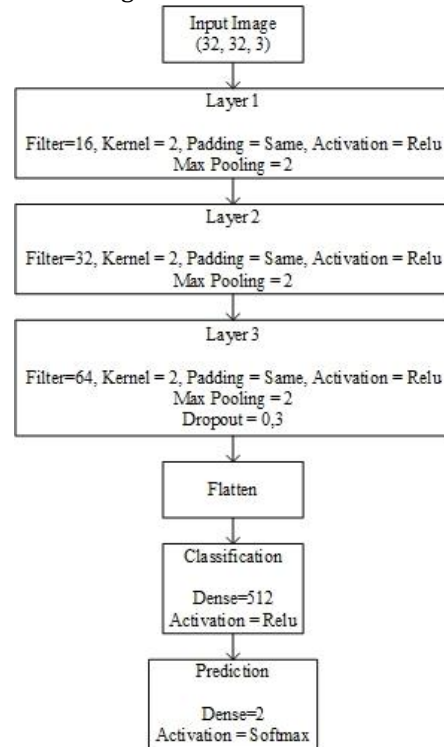 Input Image
(32, 32, 3)
Layer 1
Filter=16, Kernel = 2, Padding = Same, Activation = Relu
Max Pooling = 2
Layer 2
Filter=32, Kernel = 2, Padding = Same, Activation = Relu
Max Pooling = 2
Layer 3
Filter=64, Kernel = 2, Padding = Same, Activation = Relu
Max Pooling = 2
Dropout = 0,3
Flatten
Classification
Dense=512
Activation = Relu
Prediction
Dense=2
Activation = Softmax